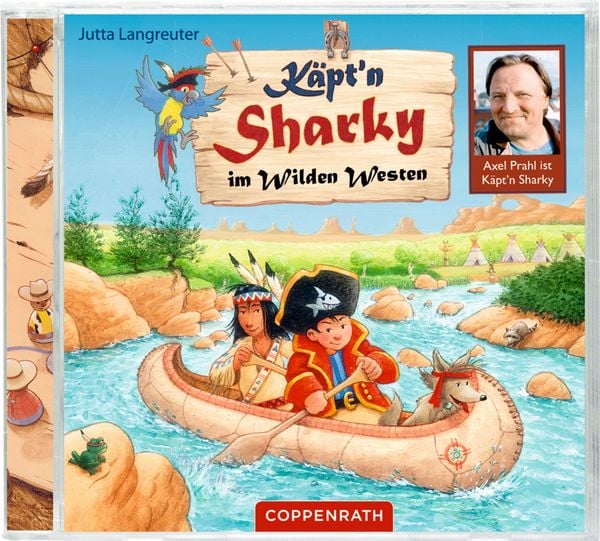 Jutta Langreuter
Käpt'n
Sharky
im Wilden Westen
Axel Prahl ist
Käpt'n Sharky
COPPENRATH